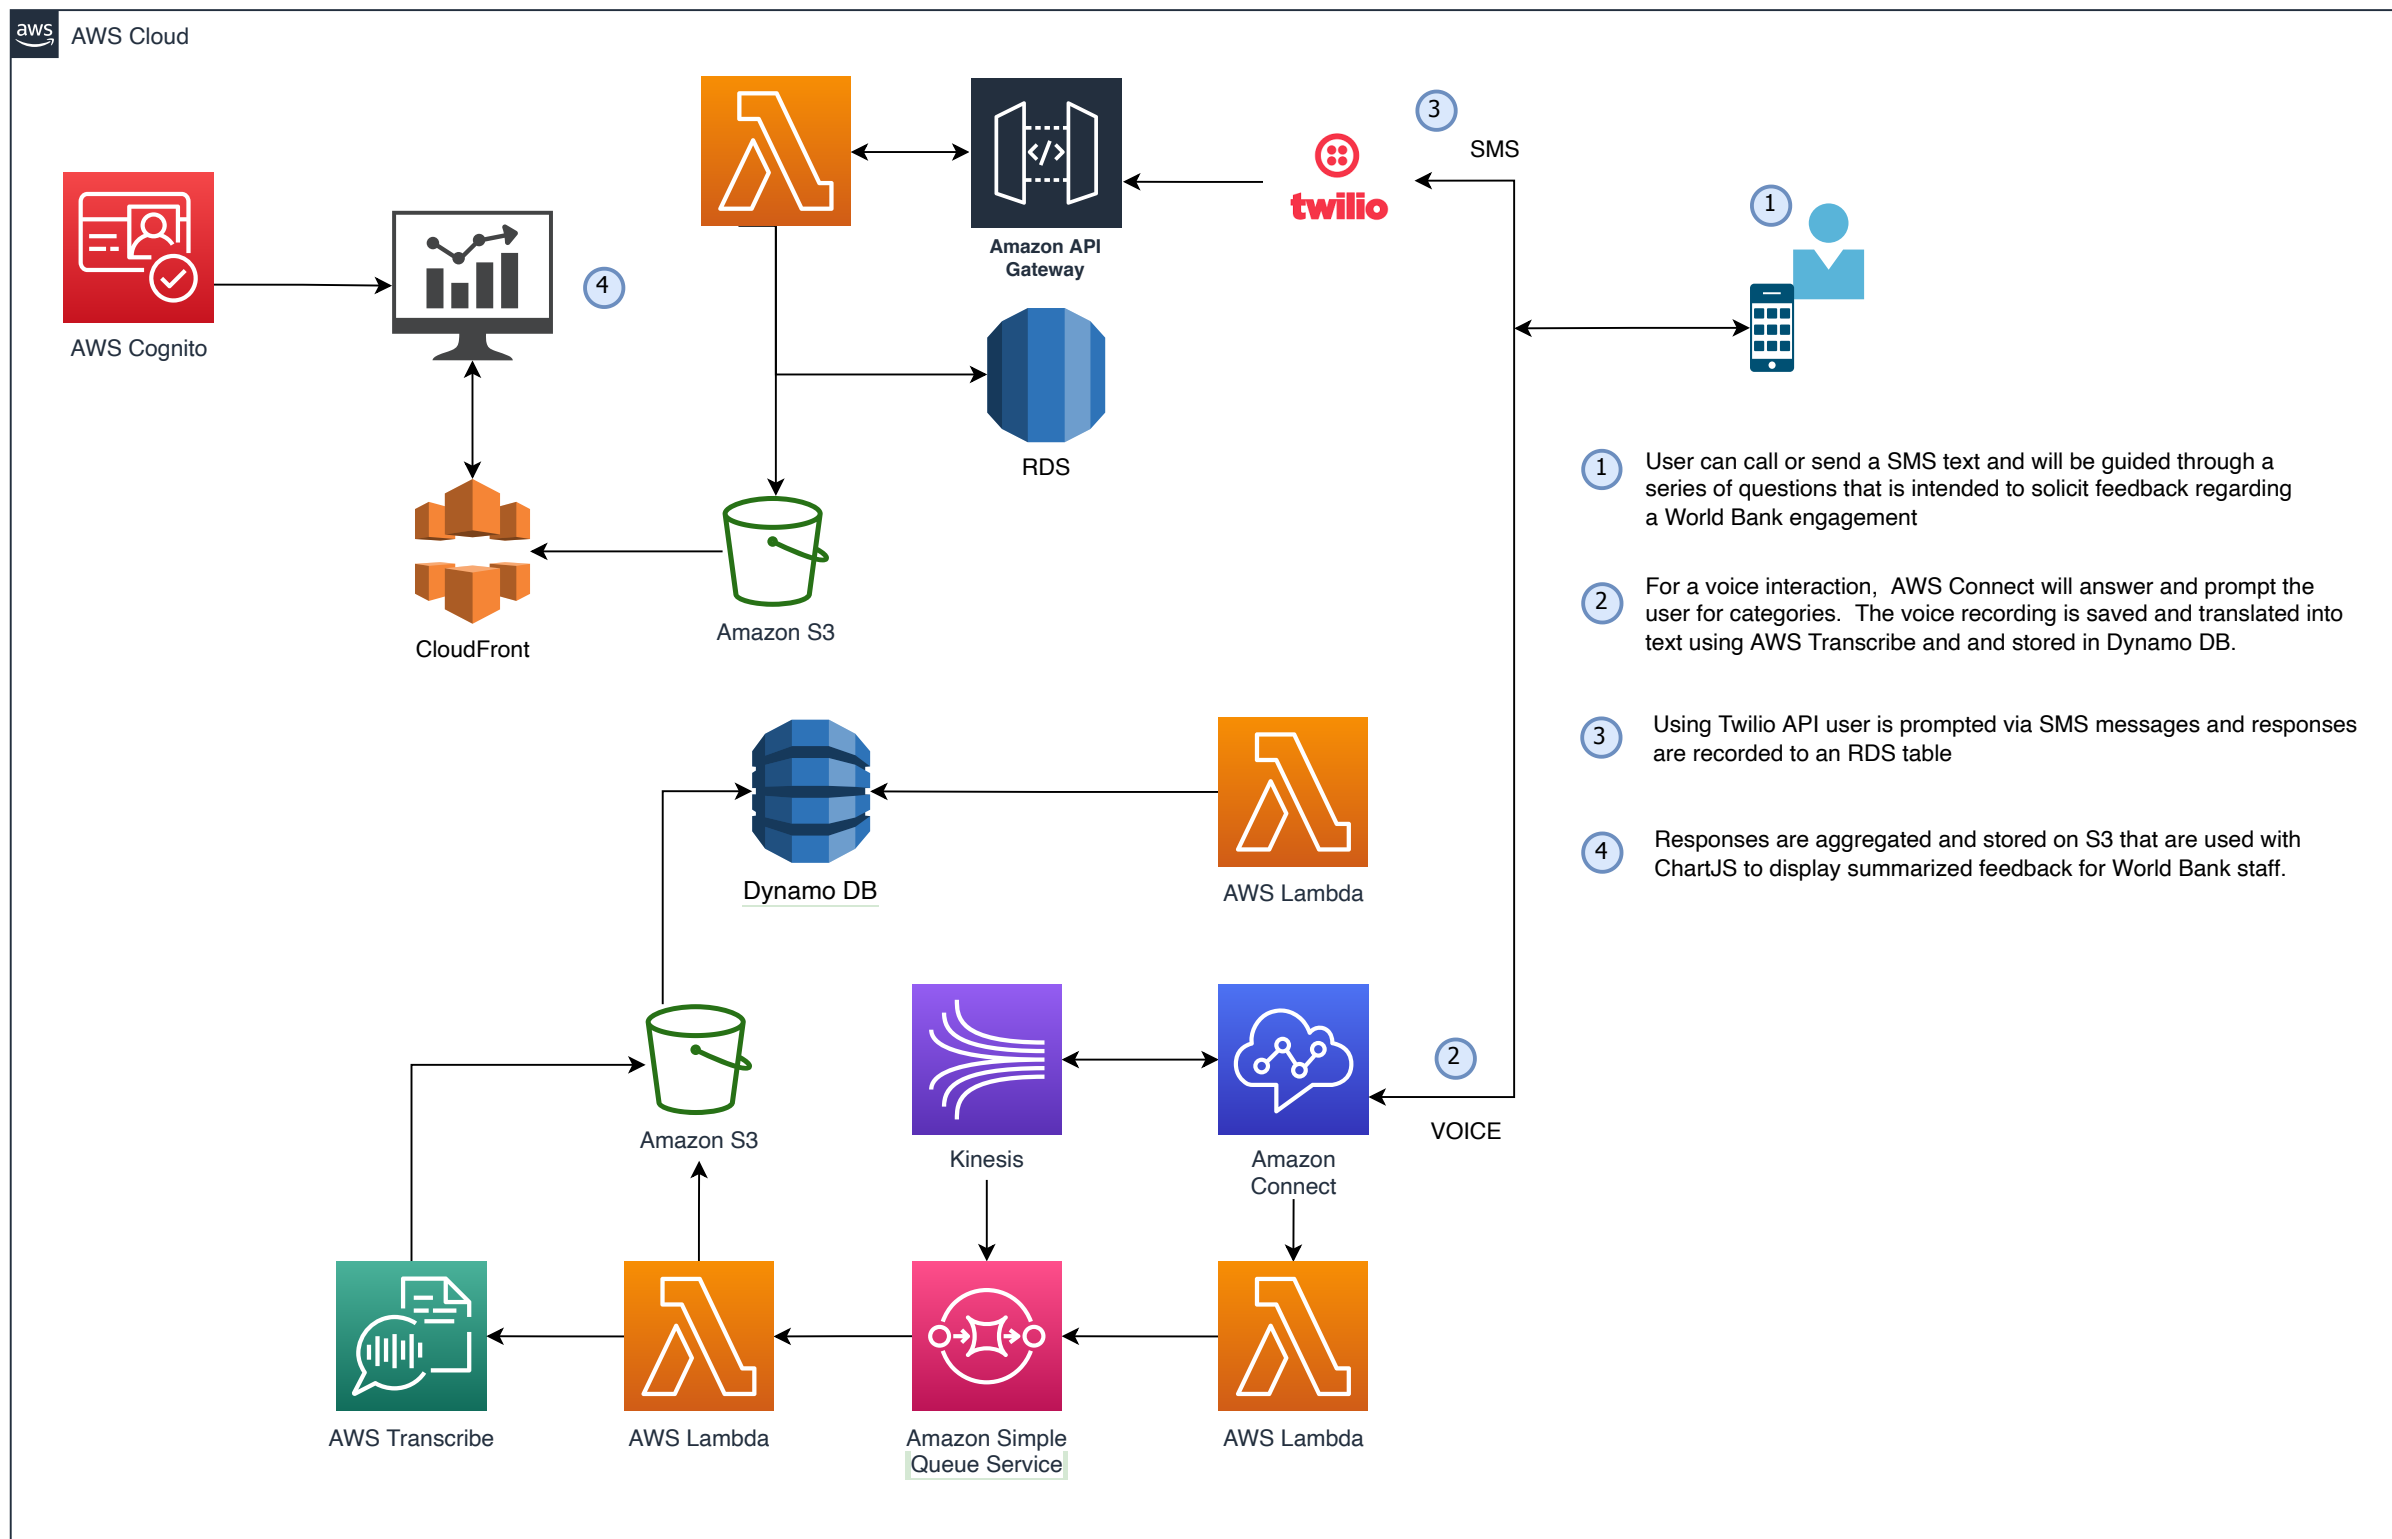 aws
AWS Cloud
3
SMS
twilio
1
Amazon API
Gateway
</>
4
AWS Cognito
RDS
CloudFront
Amazon S3
1
User can call or send a SMS text and will be guided through a
series of questions that is intended to solicit feedback regarding
a World Bank engagement
2
For a voice interaction,  AWS Connect will answer and prompt the
user for categories.  The voice recording is saved and translated into
text using AWS Transcribe and and stored in Dynamo DB.
3
Using Twilio API user is prompted via SMS messages and responses
are recorded to an RDS table
4
Responses are aggregated and stored on S3 that are used with
ChartJS to display summarized feedback for World Bank staff.
Dynamo DB
AWS Lambda
2
VOICE
Amazon S3
Kinesis
Amazon
Connect
AWS Transcribe
AWS Lambda
Amazon Simple
Queue Service
AWS Lambda